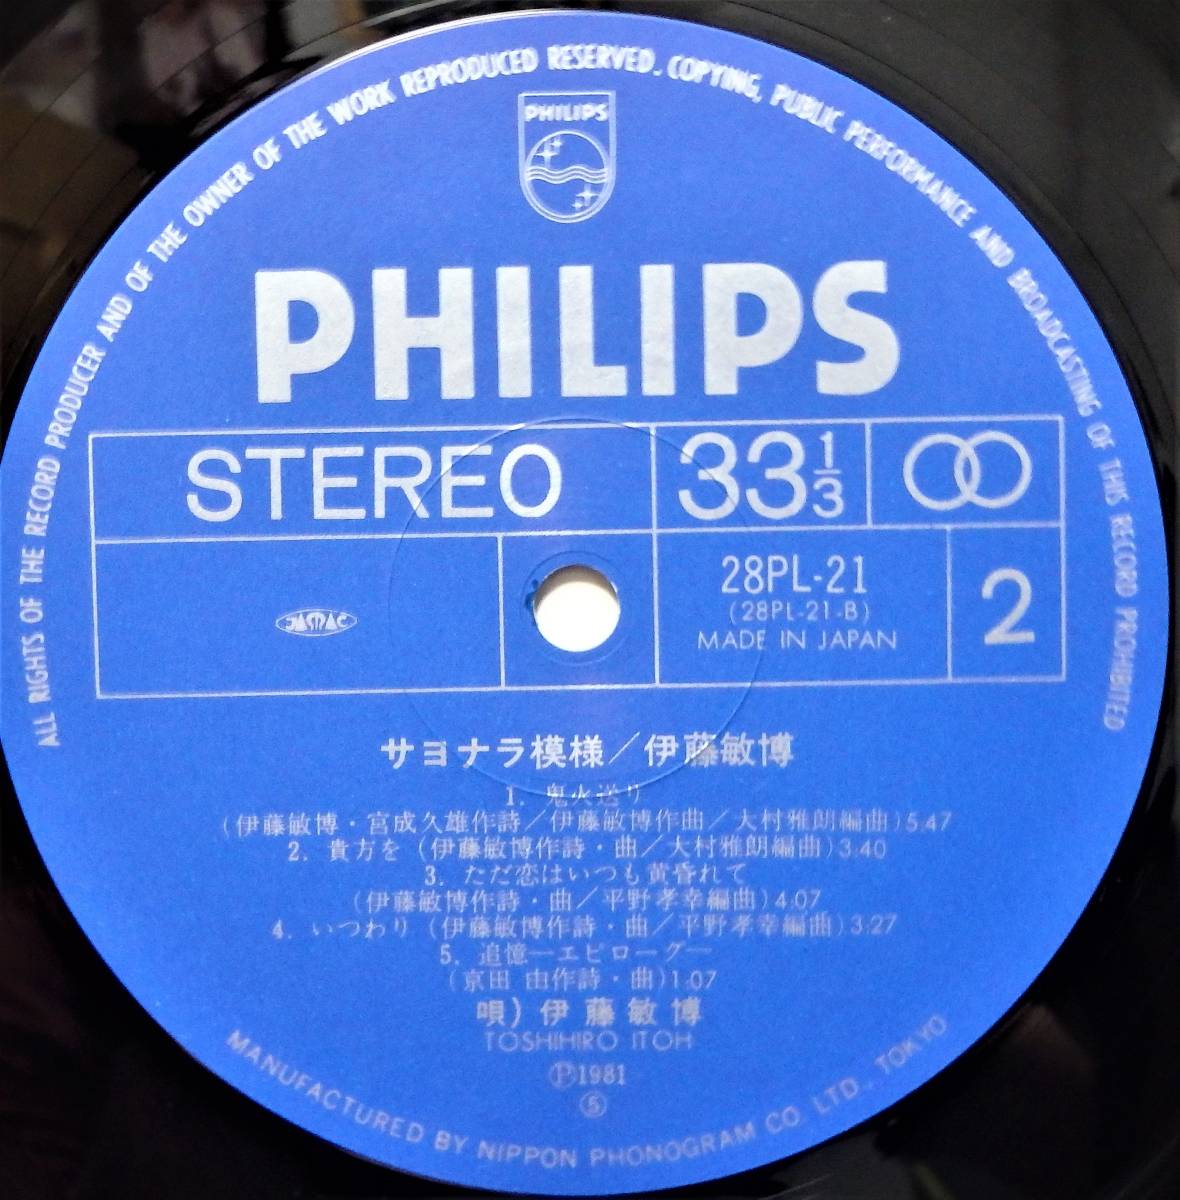 ALL RIGHTS OF THE RECORD PRODUCER AND OF THE OWNER OF THE WORK REPRODUCED RESERVED. COPYING, PUBLIC PERFORMANCE AND BROADCASTING OF THIS RECORD PROHIBITED
PHILIPS
PHILIPS
STEREO
33 1/3
JASRAC
28PL-21
(28PL-21-B)
MADE IN JAPAN
2
サヨナラ模様/伊藤敏博
1. 鬼火送り
(伊藤敏博・宮成久雄作詩/伊藤敏博作曲/大村雅朗編曲)5:47
2. 貴方を (伊藤敏博作詩・曲/大村雅朗編曲)3:40
3. ただ恋はいつも黄昏れて
(伊藤敏博作詩・曲/平野孝幸編曲)4:07
4. いつわり (伊藤敏博作詩・曲/平野孝幸編曲)3:27
5. 追憶—エピローグ—
(京田 由作詩・曲)1:07
唄) 伊藤敏博
TOSHIHIRO ITOH
Ⓟ1981
⑤
MANUFACTURED BY NIPPON PHONOGRAM CO. LTD., TOKYO